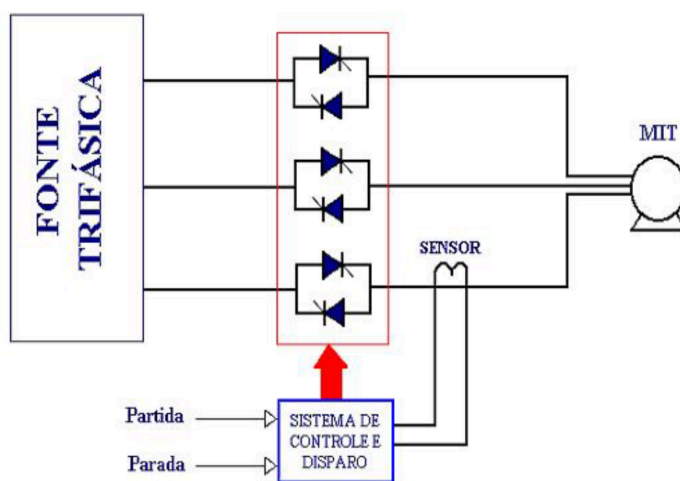 FONTE
TRIFÁSICA
MIT
SENSOR
Partida
Parada
SISTEMA DE
CONTROLE E
DISPARO